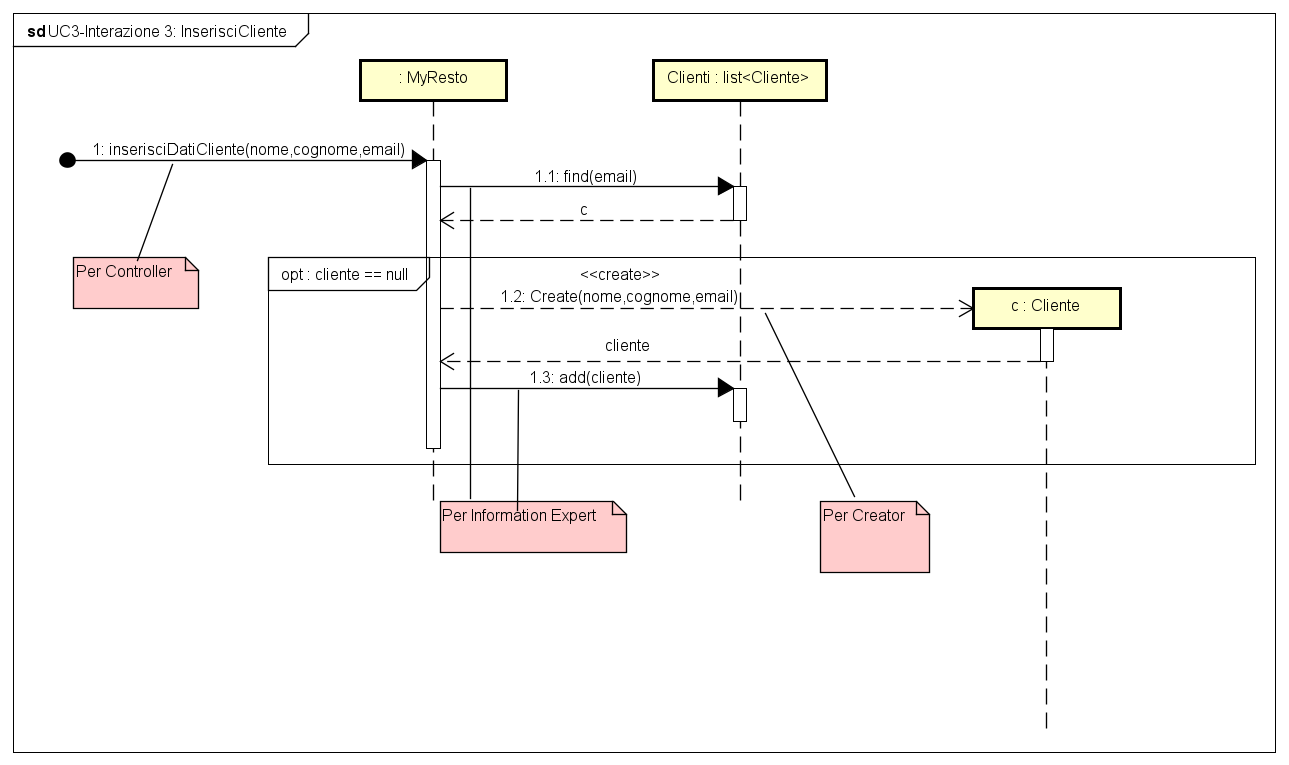 sd UC3-Interazione 3: InserisciCliente
: MyResto
Clienti : list<Cliente>
1: inserisciDatiCliente(nome,cognome,email)
1.1: find(email)
c
Per Controller
opt : cliente == null
<<create>>
1.2: Create(nome,cognome,email)
c : Cliente
cliente
1.3: add(cliente)
Per Information Expert
Per Creator